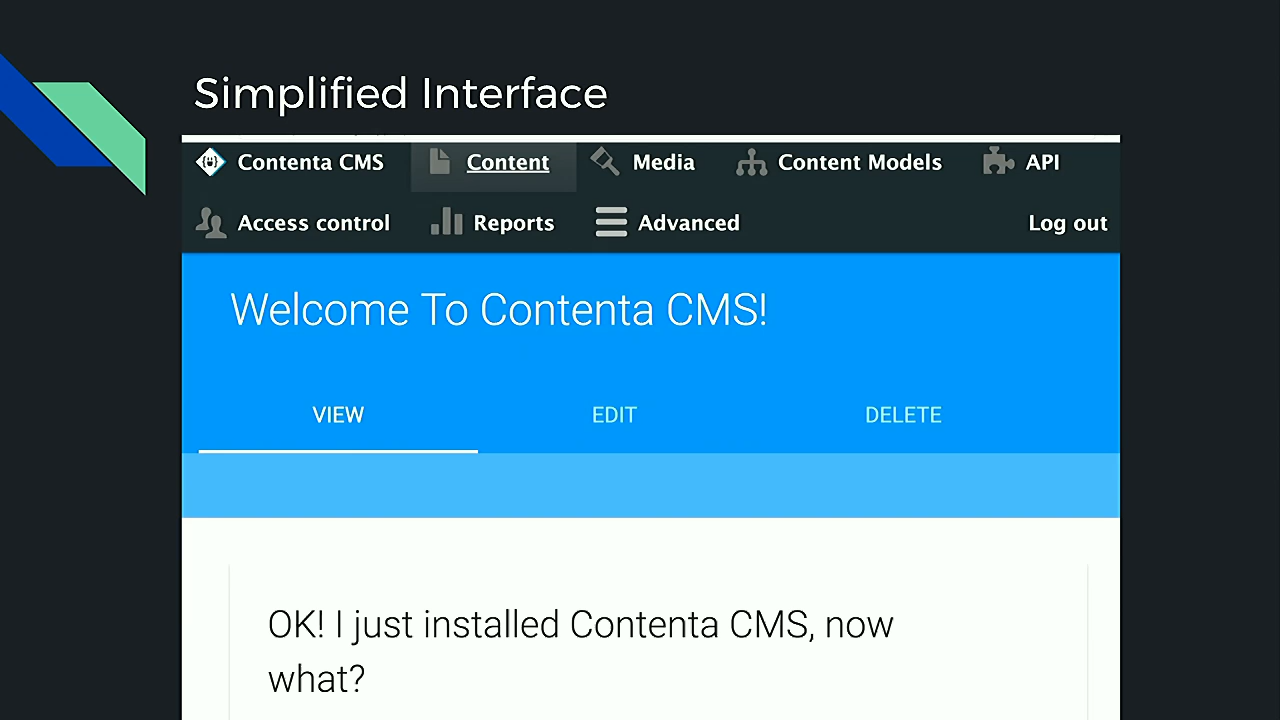 Simplified Interface
Contenta CMS Content Media Content Models API
Access control Reports Advanced Log out
Welcome To Contenta CMS!
VIEW EDIT DELETE
OK! I just installed Contenta CMS, now
what?